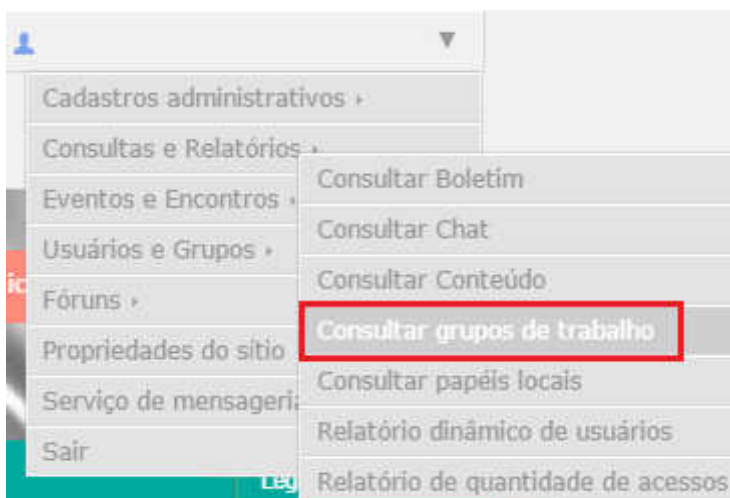 Cadastros administrativos
Consultas e Relatórios
Eventos e Encontros
Usuários e Grupos
Fóruns
Propriedades do sítio
Serviço de mensageria
Sair
Consultar Boletim
Consultar Chat
Consultar Conteúdo
Consultar grupos de trabalho
Consultar papéis locais
Relatório dinâmico de usuários
Relatório de quantidade de acessos